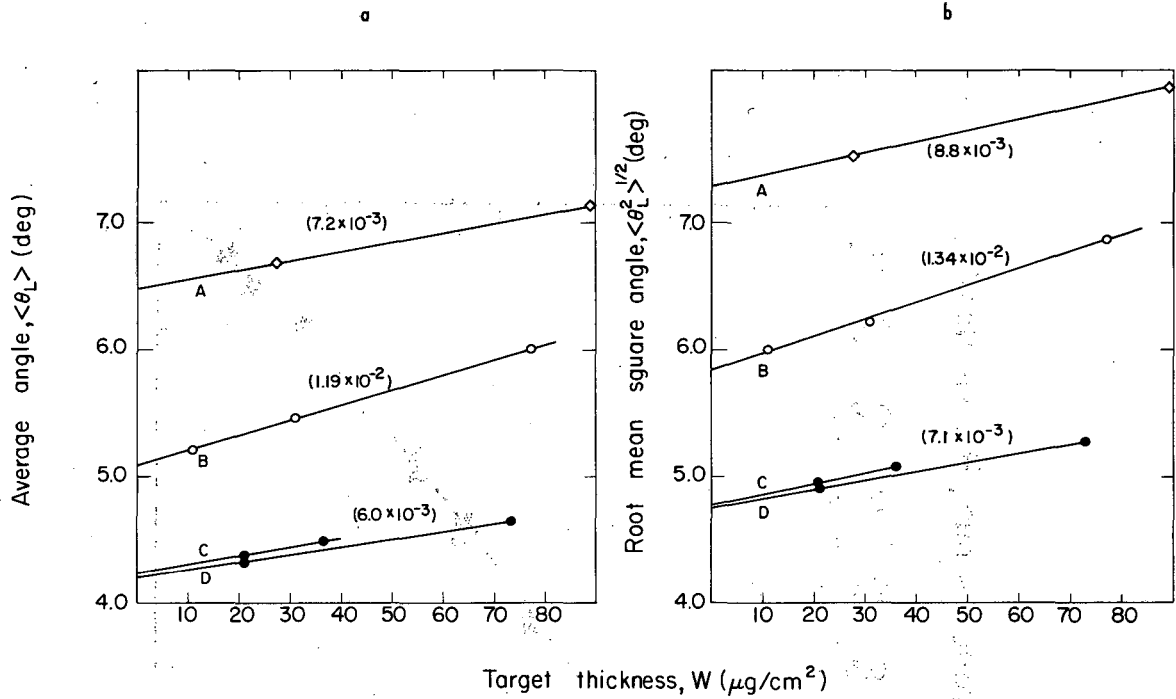 a
Average angle, <θL> (deg)
7.0
6.0
5.0
4.0
A
(7.2×10⁻³)
B
(1.19×10⁻²)
C
D
(6.0×10⁻³)
10 20 30 40 50 60 70 80
b
Root mean square angle, <θL²>^1/2 (deg)
7.0
6.0
5.0
4.0
A
(8.8×10⁻³)
B
(1.34×10⁻²)
C
D
(7.1×10⁻³)
10 20 30 40 50 60 70 80 90
Target thickness, W (μg/cm²)